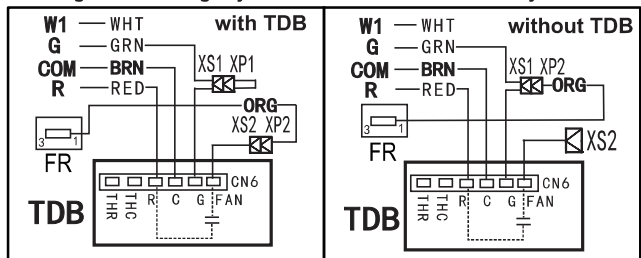 with TDB
W1 WHT
G GRN
COM BRN
R RED
XS1 XP1
ORG
XS2 XP2
3 1
FR
CN6
TDB
THR THC R C G FAN
without TDB
W1 WHT
G GRN
COM BRN
R RED
XS1 XP2
ORG
3 1
FR
XS2
CN6
TDB
THR THC R C G FAN